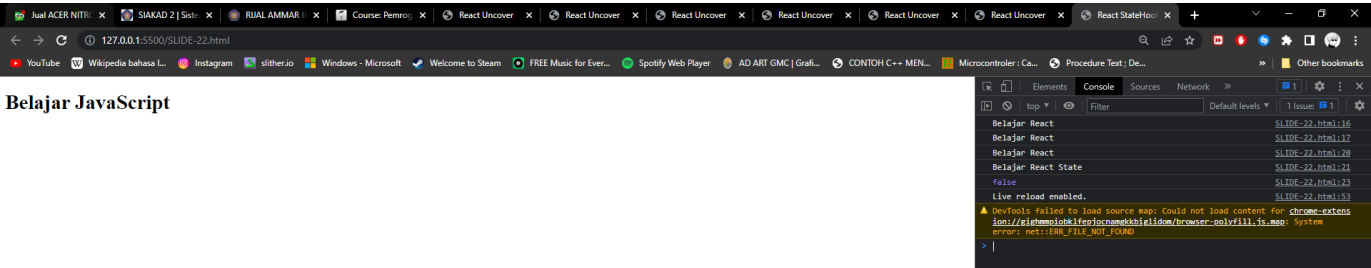 Jual ACER NITRO SIAKAD 2 | Siste RIJAL AMMAR Course: Pemrog React Uncover React Uncover React Uncover React Uncover React Uncover React Uncover React StateHook
127.0.0.1:5500/SLIDE-22.html
YouTube Wikipedia bahasa I... Instagram slither.io Windows - Microsoft Welcome to Steam FREE Music for Ever... Spotify Web Player AD ART GMC | Grafi... CONTOH C++ MEN... Microcontroler : Ca... Procedure Text ; De... » Other bookmarks
Belajar JavaScript
Elements Console Sources Network » 1
top Filter Default levels 1 Issue: 1
Belajar React SLIDE-22.html:16
Belajar React SLIDE-22.html:17
Belajar React SLIDE-22.html:20
Belajar React State SLIDE-22.html:21
false SLIDE-22.html:23
Live reload enabled. SLIDE-22.html:53
DevTools failed to load source map: Could not load content for chrome-extens
ion://gighmmpiobklfepjocnamgkkbiglidom/browser-polyfill.js.map: System
error: net::ERR_FILE_NOT_FOUND
>